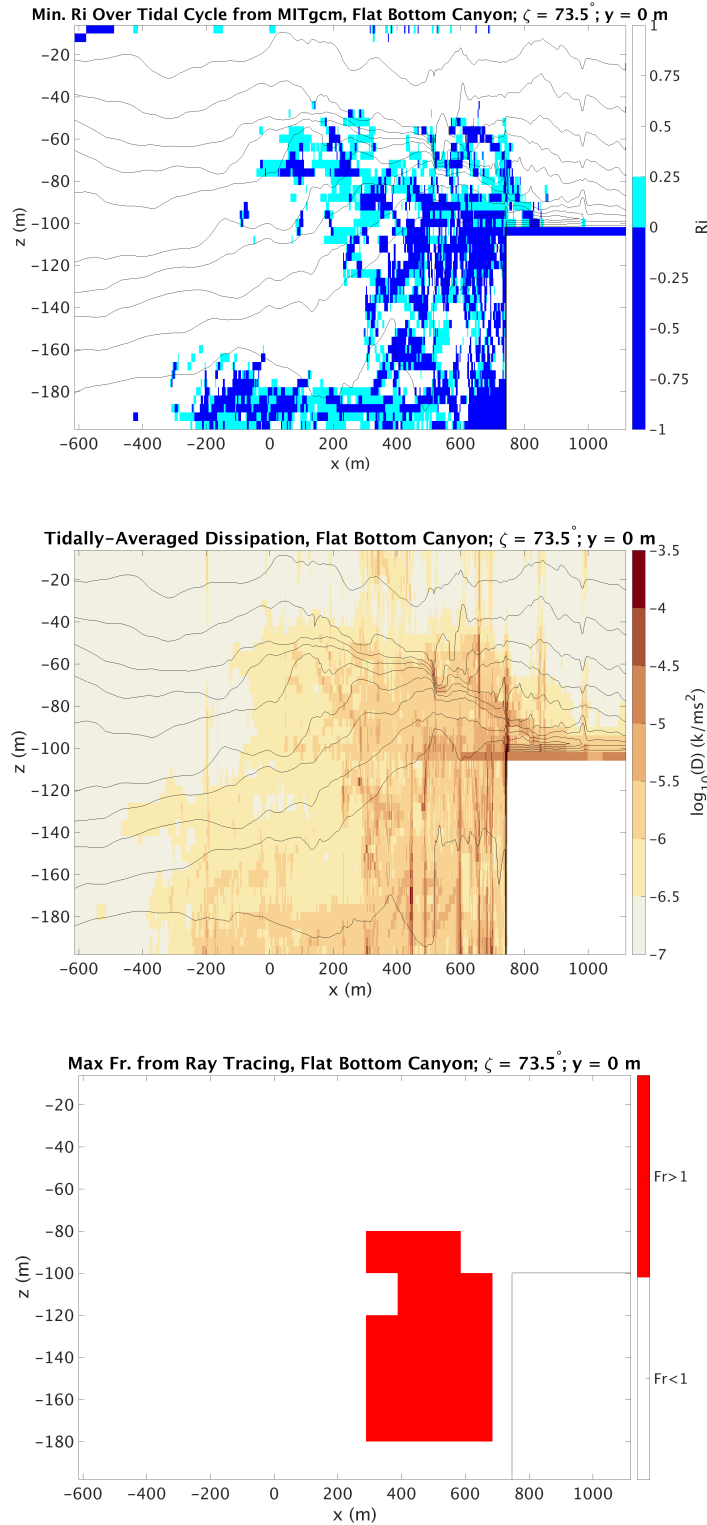 Min. Ri Over Tidal Cycle from MITgcm, Flat Bottom Canyon; ζ = 73.5°; y = 0 m
−20
−40
−60
−80
−100
−120
−140
−160
−180
z (m)
−600 −400 −200 0 200 400 600 800 1000
x (m)
1
0.75
0.5
0.25
0
−0.25
−0.5
−0.75
−1
Ri
Tidally−Averaged Dissipation, Flat Bottom Canyon; ζ = 73.5°; y = 0 m
−20
−40
−60
−80
−100
−120
−140
−160
−180
z (m)
−600 −400 −200 0 200 400 600 800 1000
x (m)
−3.5
−4
−4.5
−5
−5.5
−6
−6.5
−7
log₁₀(D) (k/ms²)
Max Fr. from Ray Tracing, Flat Bottom Canyon; ζ = 73.5°; y = 0 m
−20
−40
−60
−80
−100
−120
−140
−160
−180
z (m)
−600 −400 −200 0 200 400 600 800 1000
x (m)
Fr>1
Fr<1